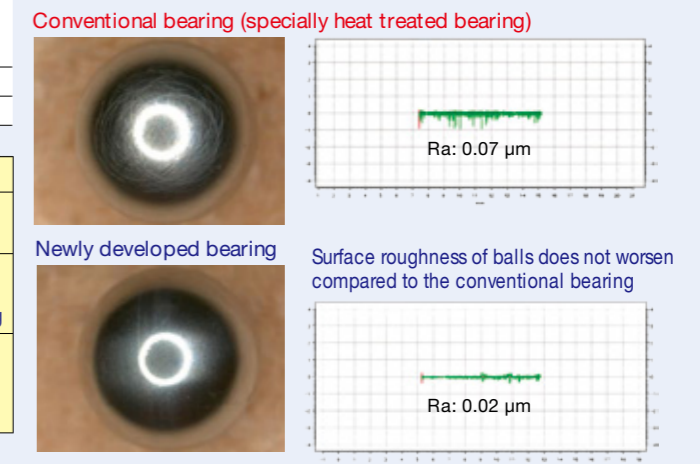 Conventional bearing (specially heat treated bearing)
Ra: 0.07 µm
Newly developed bearing
Surface roughness of balls does not worsen
compared to the conventional bearing
Ra: 0.02 µm